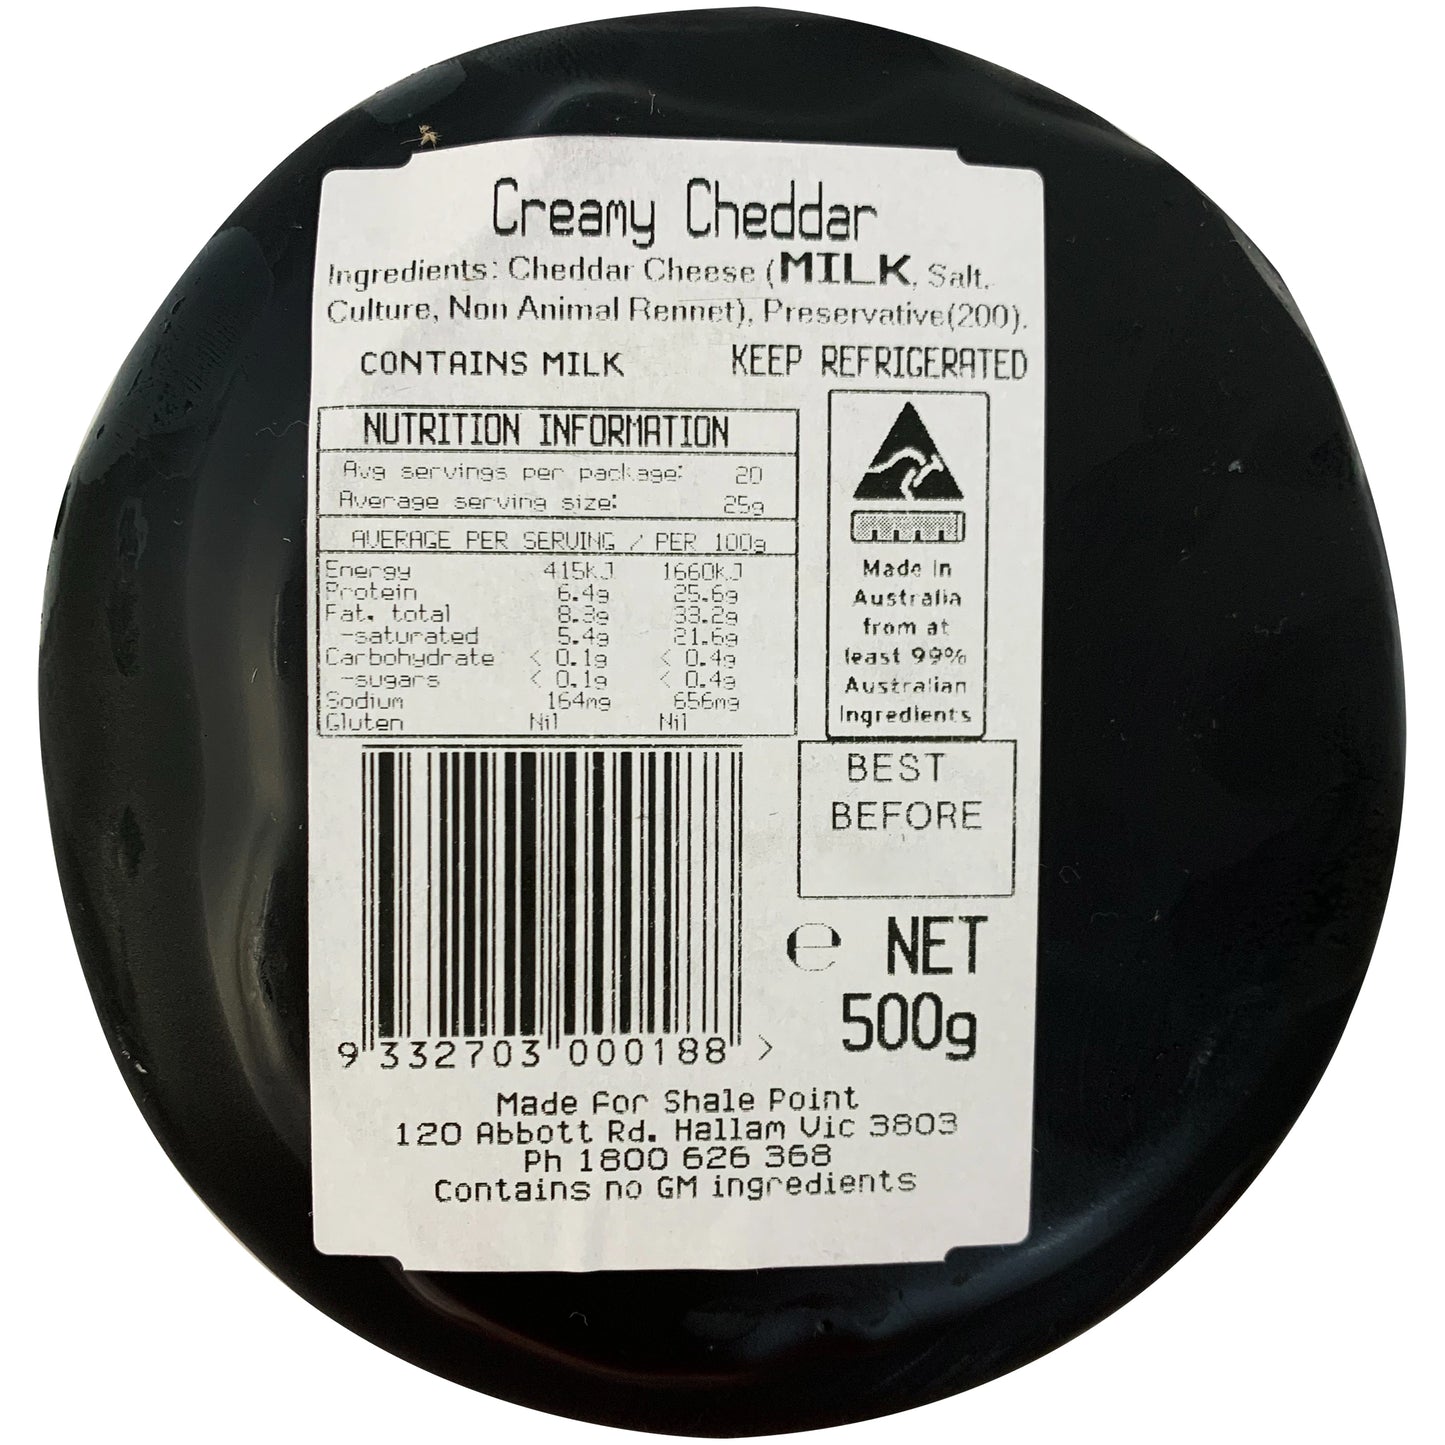 Creamy Cheddar
Ingredients: Cheddar Cheese (MILK, Salt,
Culture, Non Animal Rennet), Preservative(200).
CONTAINS MILK KEEP REFRIGERATED
NUTRITION INFORMATION
Avg servings per package: 20
Average serving size: 25g
AVERAGE PER SERVING / PER 100g
Energy 415kJ 1660kJ
Protein 6.4g 25.6g
Fat, total 8.3g 33.2g
-saturated 5.4g 21.6g
Carbohydrate < 0.1g < 0.4g
-sugars < 0.1g < 0.4g
Sodium 164mg 656mg
Gluten Nil Nil
Made in
Australia
from at
least 99%
Australian
Ingredients
BEST
BEFORE
e NET
500g
9 332703 000188 >
Made For Shale Point
120 Abbott Rd. Hallam Vic 3803
Ph 1800 626 368
Contains no GM ingredients